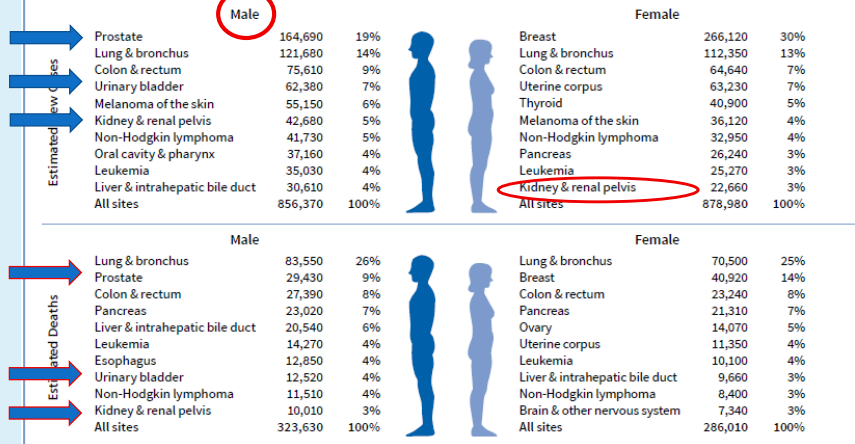 Male
Prostate 164,690 19%
Lung & bronchus 121,680 14%
Colon & rectum 75,610 9%
Urinary bladder 62,380 7%
Melanoma of the skin 55,150 6%
Kidney & renal pelvis 42,680 5%
Non-Hodgkin lymphoma 41,730 5%
Oral cavity & pharynx 37,160 4%
Leukemia 35,030 4%
Liver & intrahepatic bile duct 30,610 4%
All sites 856,370 100%
Female
Breast 266,120 30%
Lung & bronchus 112,350 13%
Colon & rectum 64,640 7%
Uterine corpus 63,230 7%
Thyroid 40,900 5%
Melanoma of the skin 36,120 4%
Non-Hodgkin lymphoma 32,950 4%
Pancreas 26,240 3%
Leukemia 25,270 3%
Kidney & renal pelvis 22,660 3%
All sites 878,980 100%
Estimated
Male
Lung & bronchus 83,550 26%
Prostate 29,430 9%
Colon & rectum 27,390 8%
Pancreas 23,020 7%
Liver & intrahepatic bile duct 20,540 6%
Leukemia 14,270 4%
Esophagus 12,850 4%
Urinary bladder 12,520 4%
Non-Hodgkin lymphoma 11,510 4%
Kidney & renal pelvis 10,010 3%
All sites 323,630 100%
Female
Lung & bronchus 70,500 25%
Breast 40,920 14%
Colon & rectum 23,240 8%
Pancreas 21,310 7%
Ovary 14,070 5%
Uterine corpus 11,350 4%
Leukemia 10,100 4%
Liver & intrahepatic bile duct 9,660 3%
Non-Hodgkin lymphoma 8,400 3%
Brain & other nervous system 7,340 3%
All sites 286,010 100%
Deaths